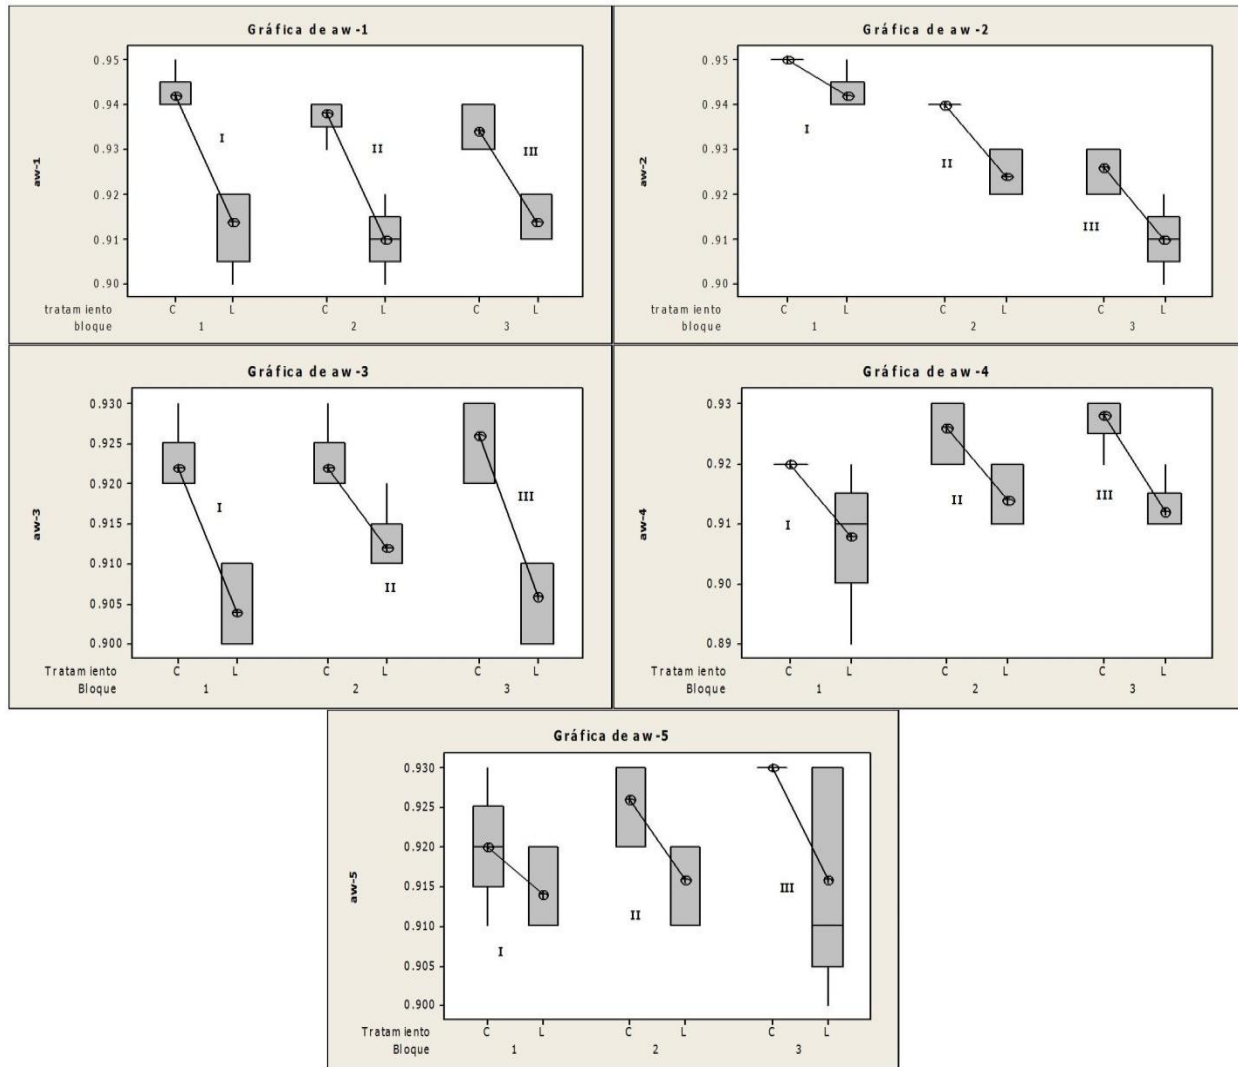 Gráfica de aw-1
0.95
0.94
0.93
0.92
0.91
0.90
aw-1
I
II
III
tratamiento C L C L C L
bloque 1 2 3
Gráfica de aw-2
0.95
0.94
0.93
0.92
0.91
0.90
aw-2
I
II
III
tratamiento C L C L C L
bloque 1 2 3
Gráfica de aw-3
0.930
0.925
0.920
0.915
0.910
0.905
0.900
aw-3
I
II
III
Tratamiento C L C L C L
Bloque 1 2 3
Gráfica de aw-4
0.93
0.92
0.91
0.90
0.89
aw-4
I
II
III
Tratamiento C L C L C L
Bloque 1 2 3
Gráfica de aw-5
0.930
0.925
0.920
0.915
0.910
0.905
0.900
aw-5
I
II
III
Tratamiento C L C L C L
Bloque 1 2 3